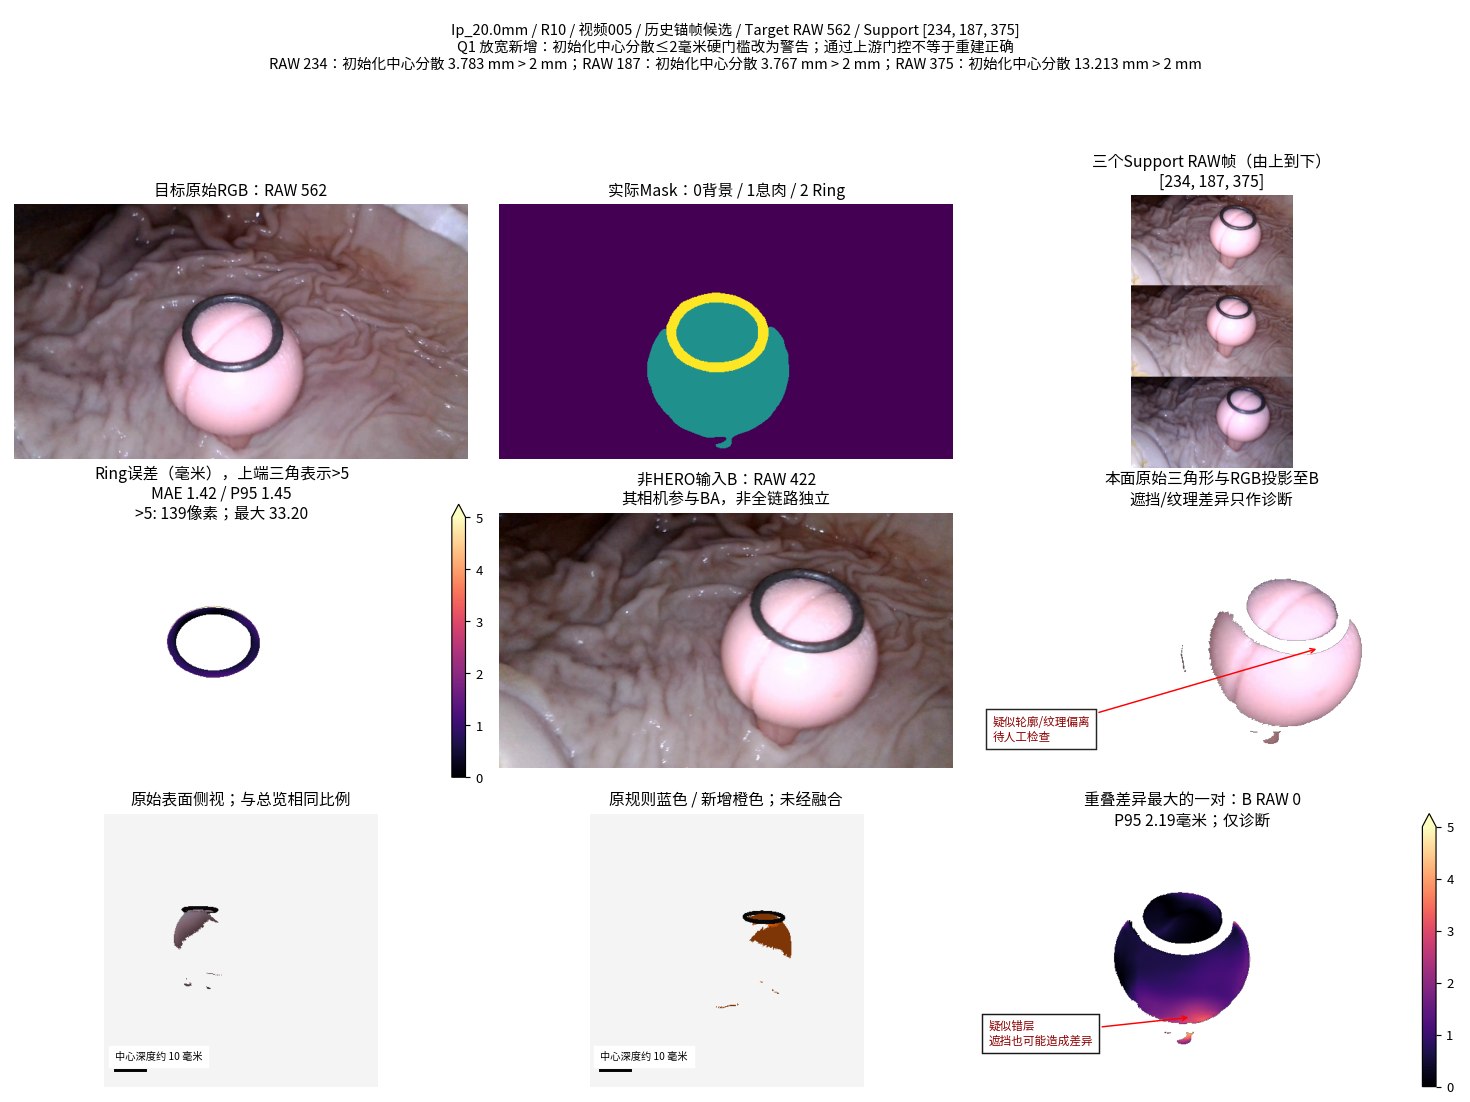 Ip_20.0mm / R10 / 视频005 / 历史锚帧候选 / Target RAW 562 / Support [234, 187, 375]
Q1 放宽新增：初始化中心分散≤2毫米硬门槛改为警告；通过上游门控不等于重建正确
RAW 234：初始化中心分散 3.783 mm > 2 mm；RAW 187：初始化中心分散 3.767 mm > 2 mm；RAW 375：初始化中心分散 13.213 mm > 2 mm
目标原始RGB：RAW 562
实际Mask：0背景 / 1息肉 / 2 Ring
三个Support RAW帧（由上到下）
[234, 187, 375]
Ring误差（毫米），上端三角表示>5
MAE 1.42 / P95 1.45
>5: 139像素；最大 33.20
5
4
3
2
1
0
非HERO输入B：RAW 422
其相机参与BA，非全链路独立
本面原始三角形与RGB投影至B
遮挡/纹理差异只作诊断
疑似轮廓/纹理偏离
待人工检查
原始表面侧视；与总览相同比例
中心深度约 10 毫米
原规则蓝色 / 新增橙色；未经融合
中心深度约 10 毫米
重叠差异最大的一对：B RAW 0
P95 2.19毫米；仅诊断
疑似错层
遮挡也可能造成差异
5
4
3
2
1
0